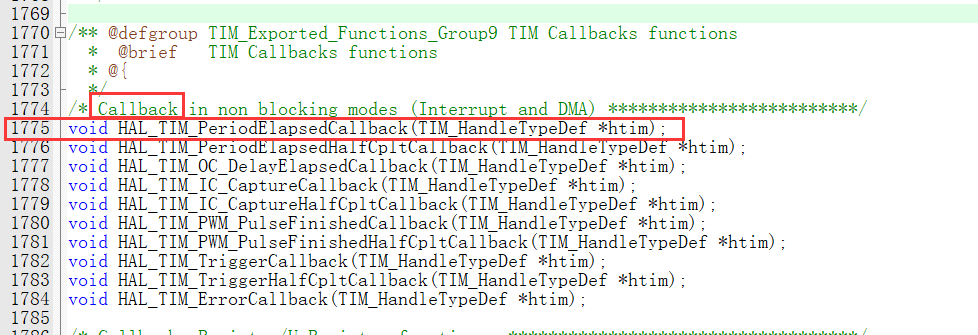 1769
1770 /** @defgroup TIM_Exported_Functions_Group9 TIM Callbacks functions
1771 * @brief TIM Callbacks functions
1772 * @{
1773 */
1774 /* Callback in non blocking modes (Interrupt and DMA) *************************/
1775 void HAL_TIM_PeriodElapsedCallback(TIM_HandleTypeDef *htim);
1776 void HAL_TIM_PeriodElapsedHalfCpltCallback(TIM_HandleTypeDef *htim);
1777 void HAL_TIM_OC_DelayElapsedCallback(TIM_HandleTypeDef *htim);
1778 void HAL_TIM_IC_CaptureCallback(TIM_HandleTypeDef *htim);
1779 void HAL_TIM_IC_CaptureHalfCpltCallback(TIM_HandleTypeDef *htim);
1780 void HAL_TIM_PWM_PulseFinishedCallback(TIM_HandleTypeDef *htim);
1781 void HAL_TIM_PWM_PulseFinishedHalfCpltCallback(TIM_HandleTypeDef *htim);
1782 void HAL_TIM_TriggerCallback(TIM_HandleTypeDef *htim);
1783 void HAL_TIM_TriggerHalfCpltCallback(TIM_HandleTypeDef *htim);
1784 void HAL_TIM_ErrorCallback(TIM_HandleTypeDef *htim);
1785